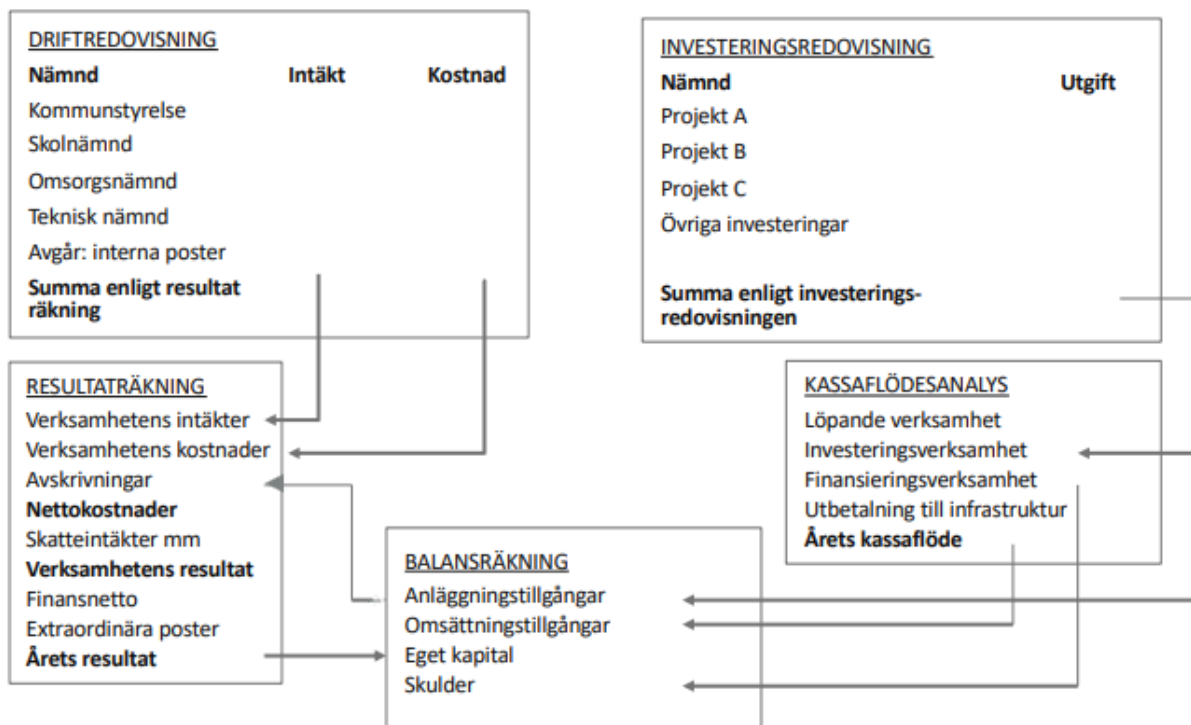 DRIFTREDOVISNING
Nämnd Intäkt Kostnad
Kommunstyrelse
Skolnämnd
Omsorgsnämnd
Teknisk nämnd
Avgår: interna poster
Summa enligt resultat
räkning
INVESTERINGSREDOVISNING
Nämnd Utgift
Projekt A
Projekt B
Projekt C
Övriga investeringar
Summa enligt investerings-
redovisningen
RESULTATRÄKNING
Verksamhetens intäkter
Verksamhetens kostnader
Avskrivningar
Nettokostnader
Skatteintäkter mm
Verksamhetens resultat
Finansnetto
Extraordinära poster
Årets resultat
KASSAFLÖDESANALYS
Löpande verksamhet
Investeringsverksamhet
Finansieringsverksamhet
Utbetalning till infrastruktur
Årets kassaflöde
BALANSRÄKNING
Anläggningstillgångar
Omsättningstillgångar
Eget kapital
Skulder